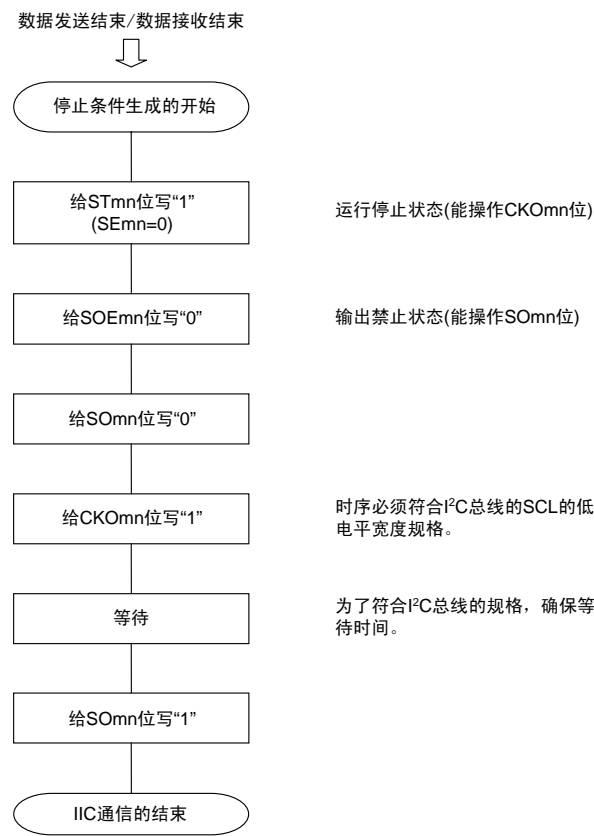 数据发送结束/数据接收结束
停止条件生成的开始
给STmn位写“1”
(SEmn=0)
运行停止状态(能操作CKOmn位)
给SOEmn位写“0”
输出禁止状态(能操作SOmn位)
给SOmn位写“0”
给CKOmn位写“1”
时序必须符合I²C总线的SCL的低
电平宽度规格。
等待
为了符合I²C总线的规格，确保等
待时间。
给SOmn位写“1”
IIC通信的结束